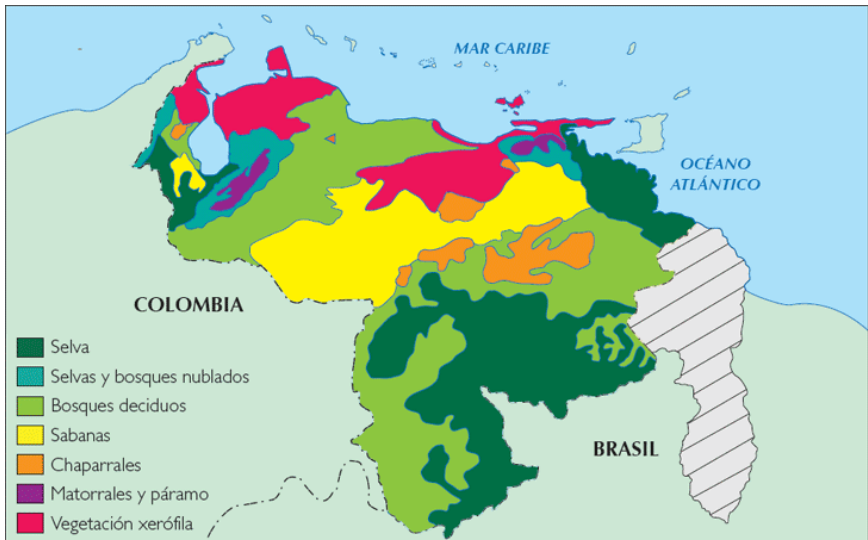 MAR CARIBE
OCÉANO
ATLÁNTICO
COLOMBIA
BRASIL
Selva
Selvas y bosques nublados
Bosques deciduos
Sabanas
Chaparrales
Matorrales y páramo
Vegetación xerófila